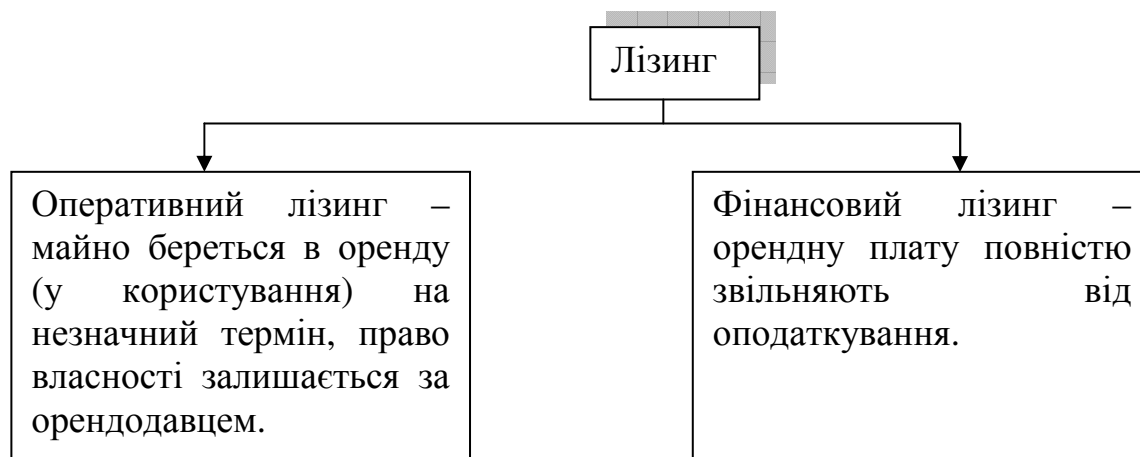 Лізинг
Оперативний лізинг –
майно береться в оренду
(у користування) на
незначний термін, право
власності залишається за
орендодавцем.
Фінансовий лізинг –
орендну плату повністю
звільняють від
оподаткування.